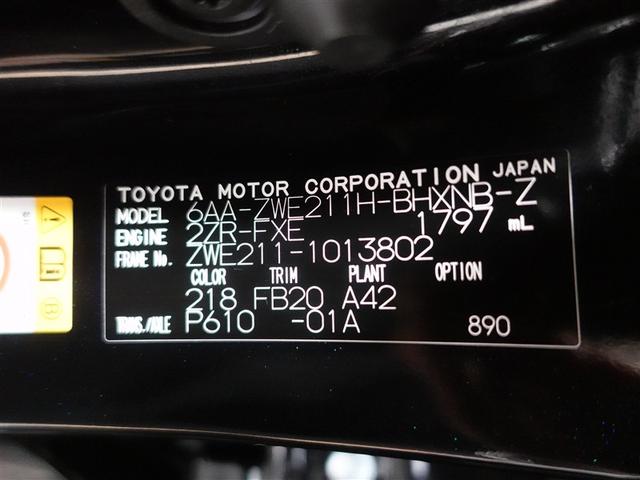 TOYOTA MOTOR CORPORATION JAPAN
MODEL 6AA-ZWE211H-BHXNB-Z
ENGINE 2ZR-FXE 1797 mL
FRAME No. ZWE211-1013802
COLOR TRIM PLANT OPTION
218 FB20 A42
TRANS./AXLE P610 -01A 890